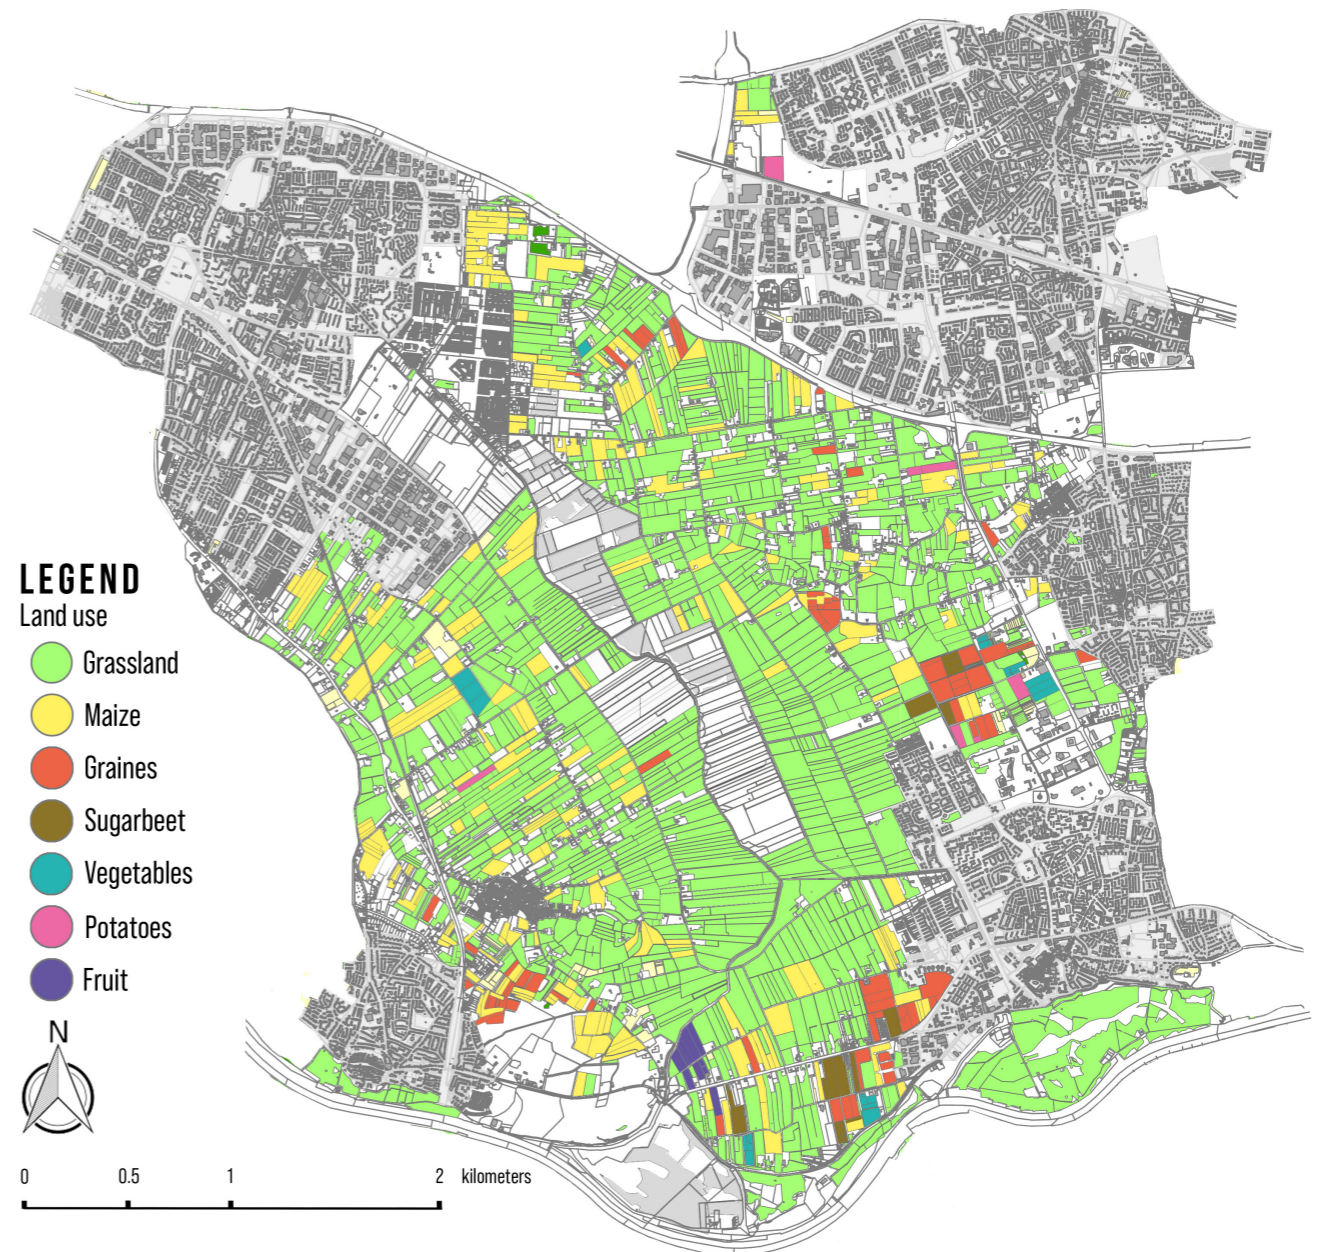 LEGEND
Land use
Grassland
Maize
Graines
Sugarbeet
Vegetables
Potatoes
Fruit
N
0 0.5 1 2 kilometers